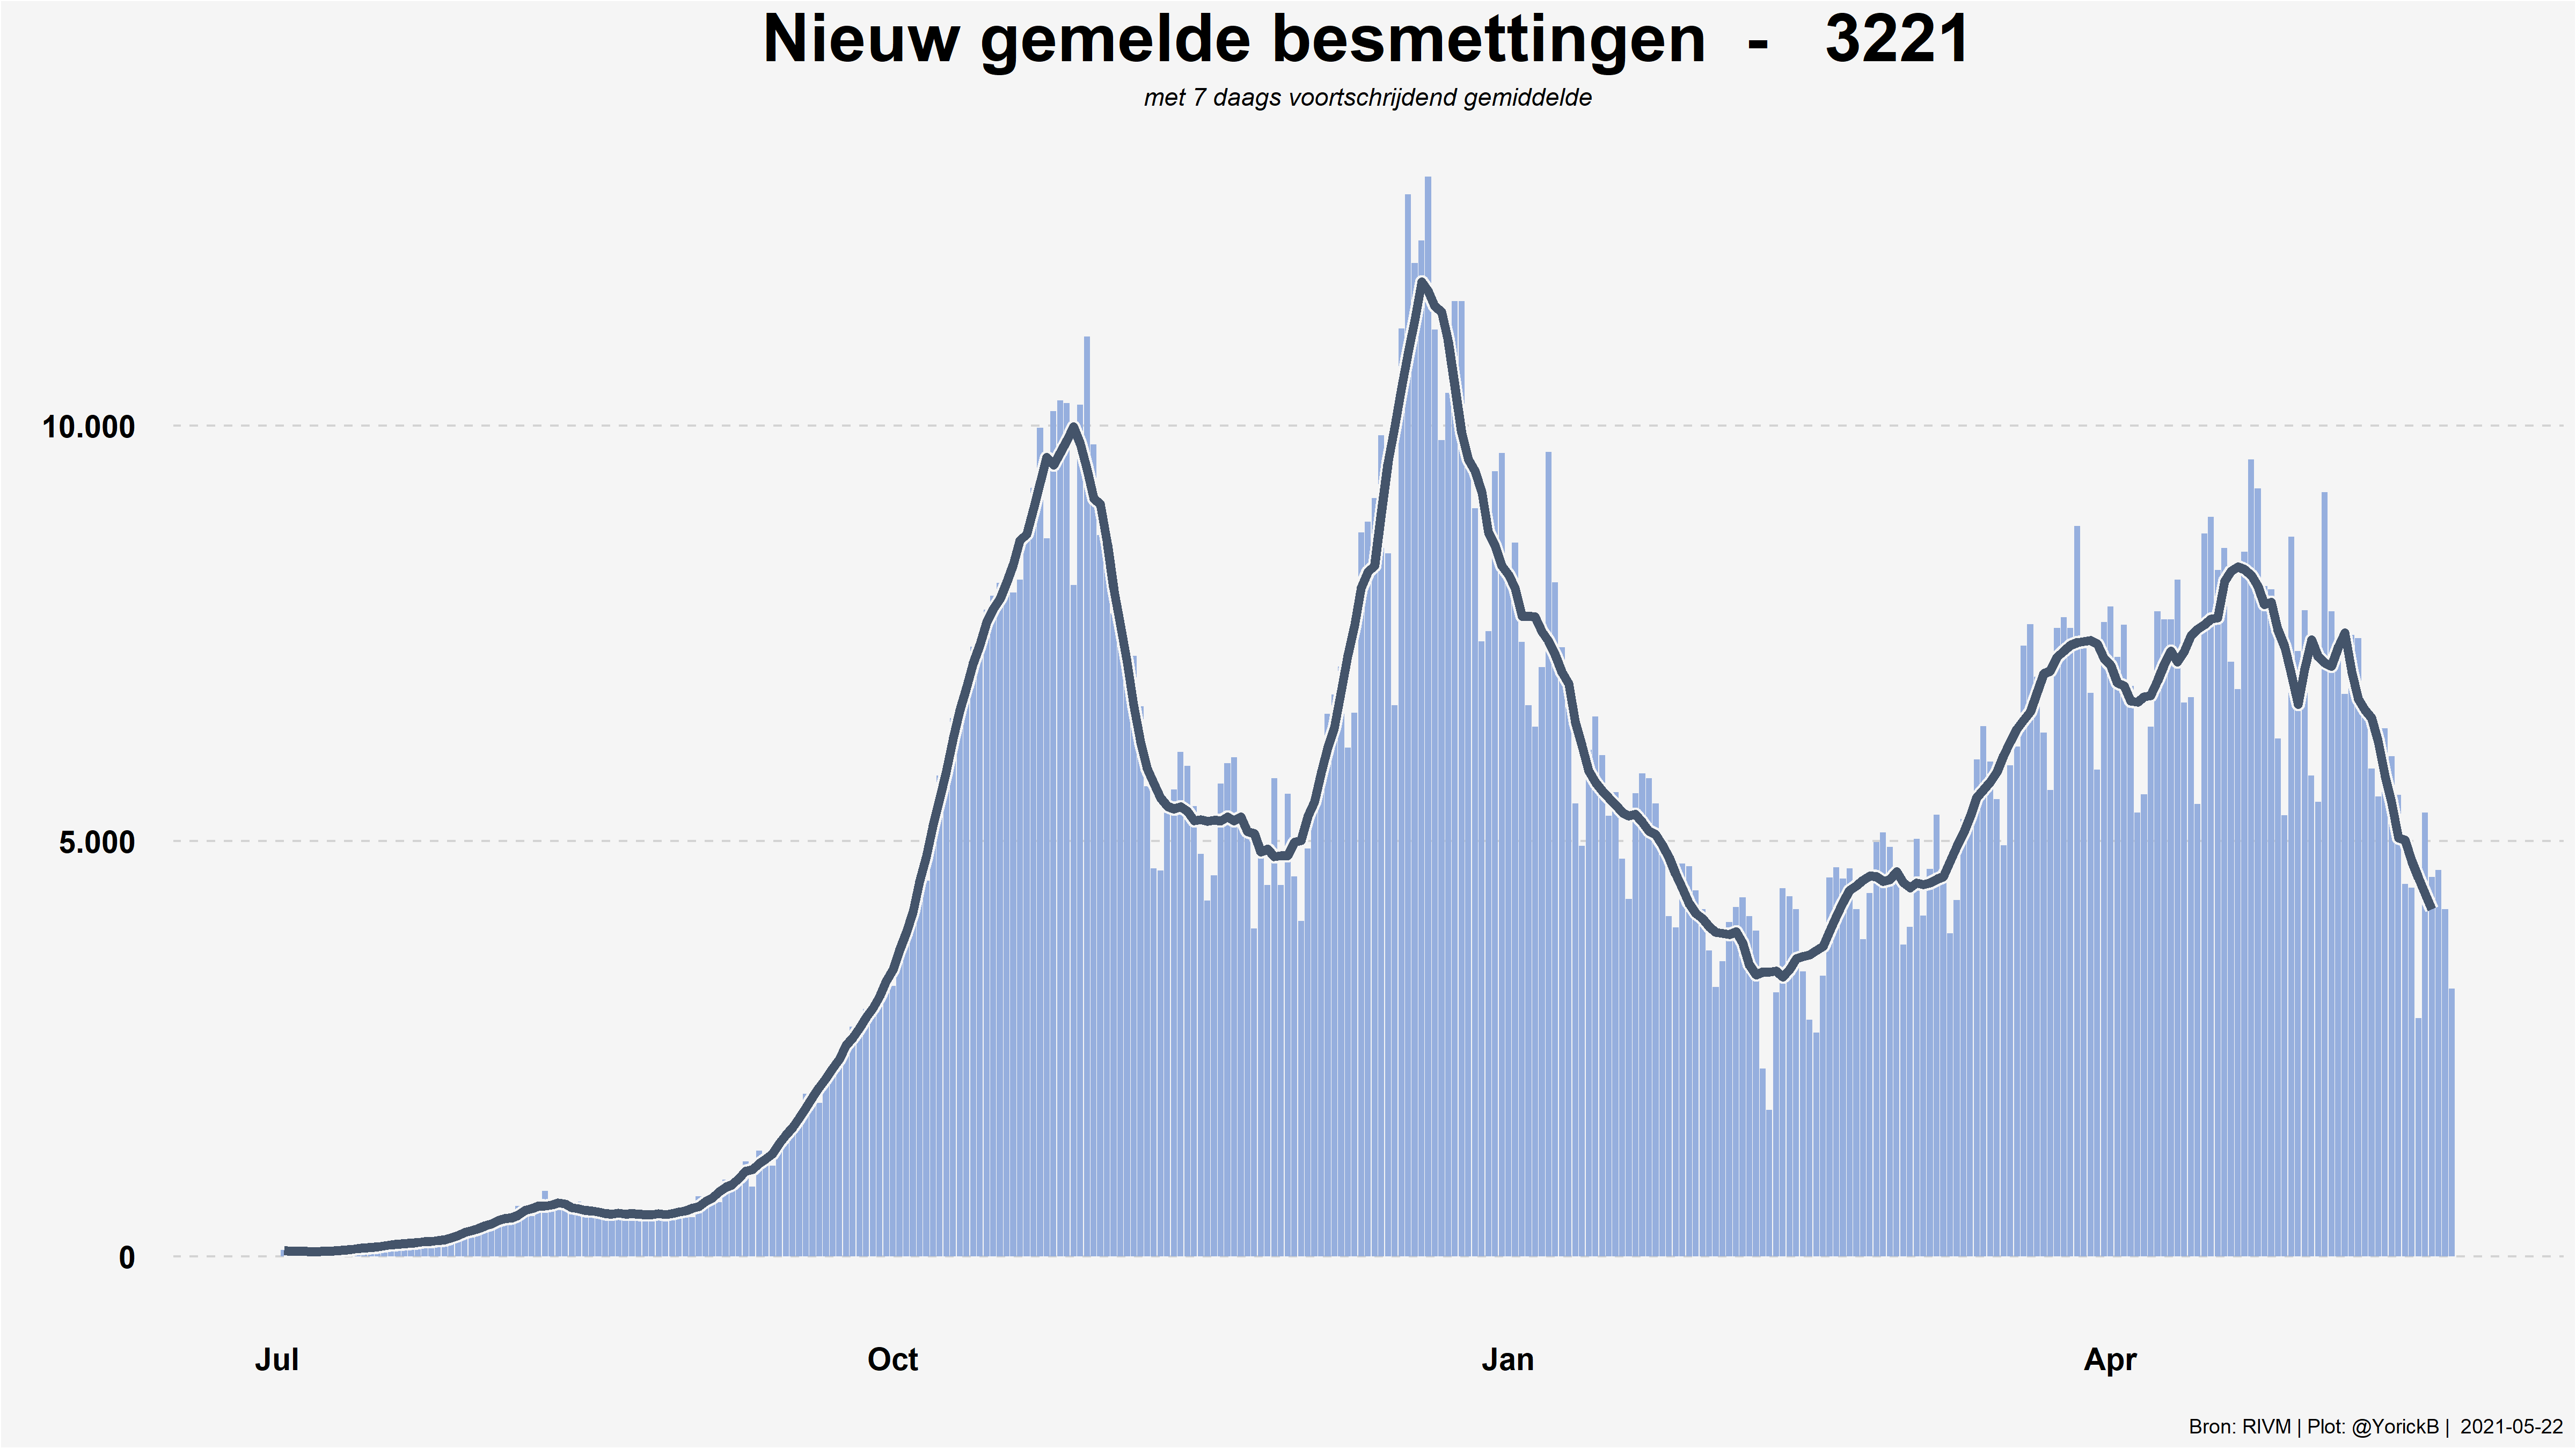 Nieuw gemelde besmettingen - 3221
met 7 daags voortschrijdend gemiddelde
10.000
5.000
0
Jul Oct Jan Apr
Bron: RIVM | Plot: @YorickB | 2021-05-22